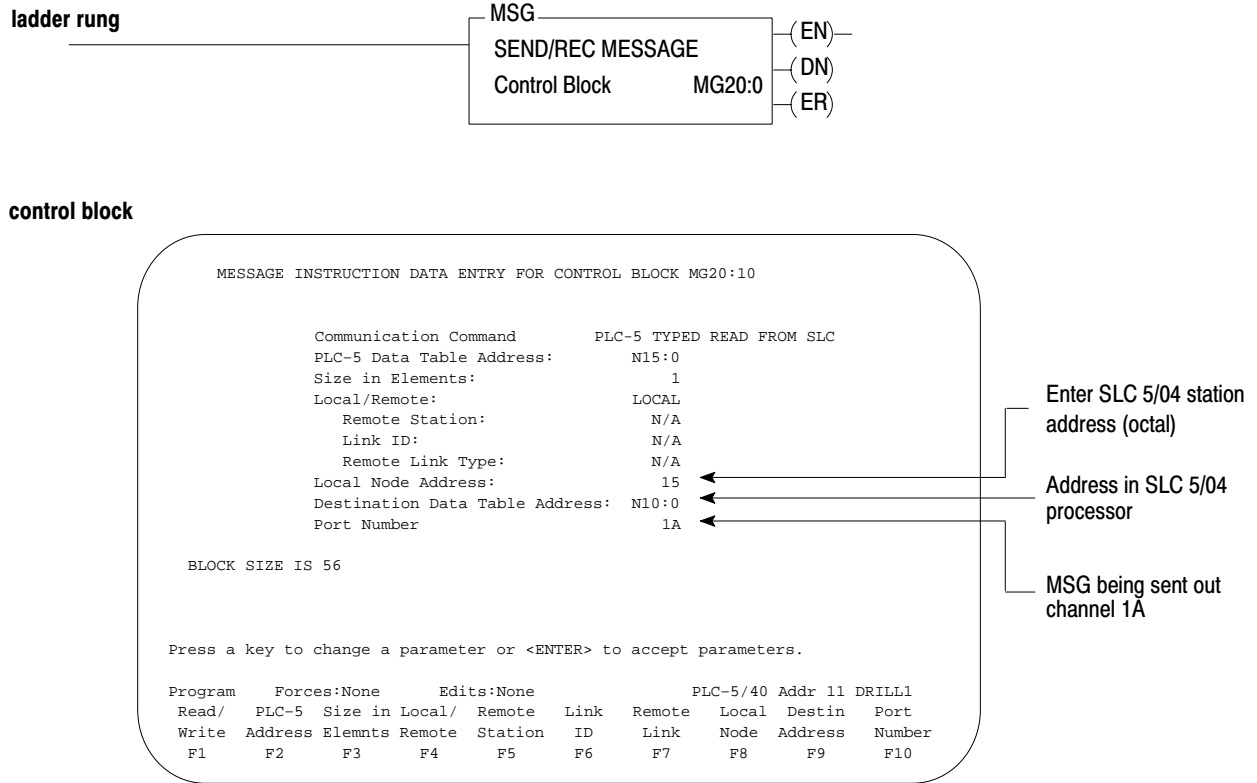 ladder rung
MSG
SEND/REC MESSAGE
Control Block MG20:0
(EN)
(DN)
(ER)
control block
MESSAGE INSTRUCTION DATA ENTRY FOR CONTROL BLOCK MG20:10
Communication Command PLC-5 TYPED READ FROM SLC
PLC-5 Data Table Address: N15:0
Size in Elements: 1
Local/Remote: LOCAL
Remote Station: N/A
Link ID: N/A
Remote Link Type: N/A
Local Node Address: 15
Destination Data Table Address: N10:0
Port Number 1A
BLOCK SIZE IS 56
Enter SLC 5/04 station
address (octal)
Address in SLC 5/04
processor
MSG being sent out
channel 1A
Press a key to change a parameter or <ENTER> to accept parameters.
Program Forces:None Edits:None PLC-5/40 Addr 11 DRILL1
Read/ PLC-5 Size in Local/ Remote Link Remote Local Destin Port
Write Address Elemnts Remote Station ID Link Node Address Number
F1 F2 F3 F4 F5 F6 F7 F8 F9 F10